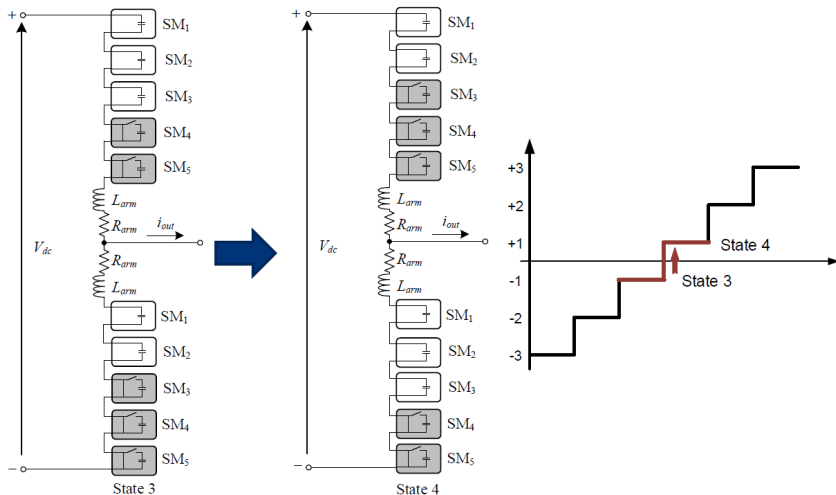 +
SM1
SM2
SM3
SM4
SM5
Larm
Rarm
iout
Vdc
Rarm
Larm
SM1
SM2
SM3
SM4
SM5
−
State 3
+
SM1
SM2
SM3
SM4
SM5
Larm
Rarm
iout
Vdc
Rarm
Larm
SM1
SM2
SM3
SM4
SM5
−
State 4
+3
+2
+1
-1
-2
-3
State 4
State 3